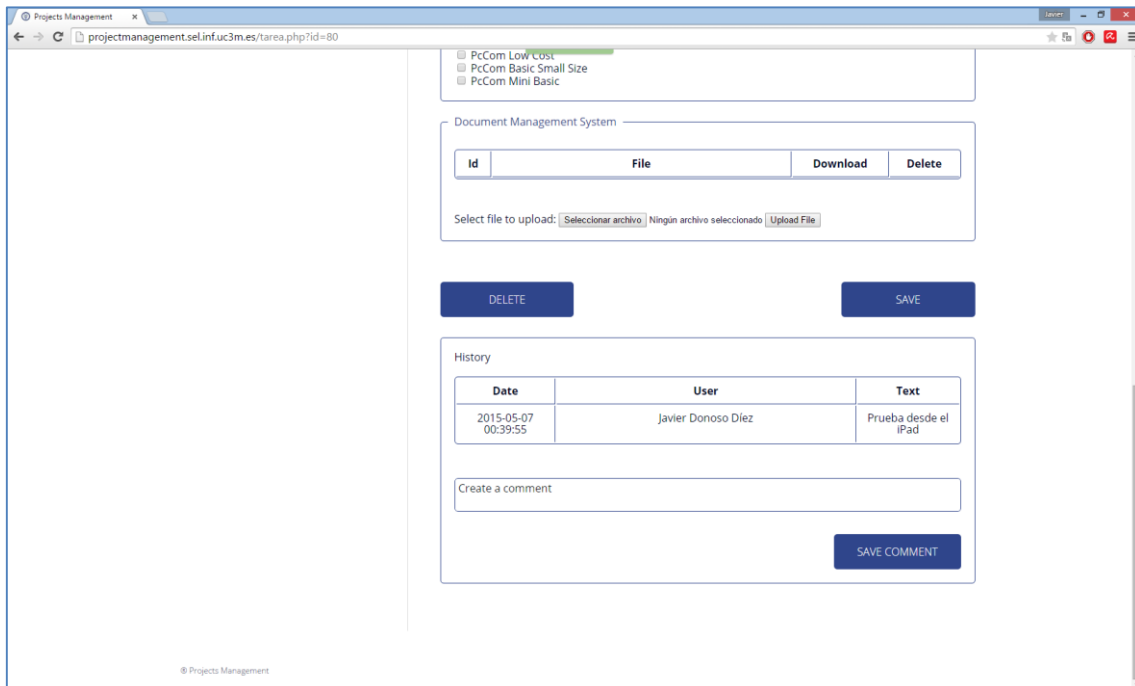 Projects Management
Javier
projectmanagement.sel.inf.uc3m.es/tarea.php?id=80
PcCom Low Cost
PcCom Basic Small Size
PcCom Mini Basic
Document Management System
Id File Download Delete
Select file to upload: Seleccionar archivo Ningún archivo seleccionado Upload File
DELETE SAVE
History
Date User Text
2015-05-07 Javier Donoso Díez Prueba desde el
00:39:55 iPad
Create a comment
SAVE COMMENT
® Projects Management